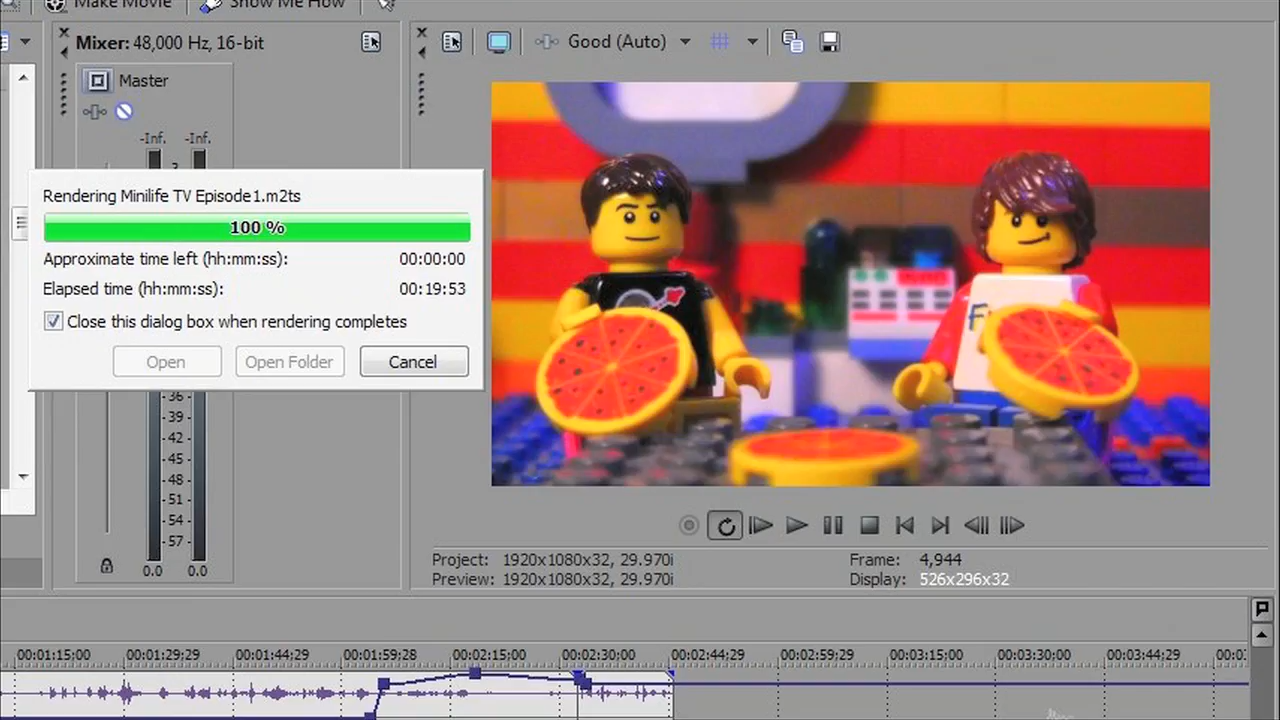 Make Movie
Show Me How
Mixer: 48,000 Hz, 16-bit
Good (Auto)
Master
-Inf. -Inf.
3
Rendering Minilife TV Episode1.m2ts
100 %
Approximate time left (hh:mm:ss): 00:00:00
Elapsed time (hh:mm:ss): 00:19:53
Close this dialog box when rendering completes
Open Open Folder Cancel
36
39
42
45
48
51
54
57
0.0 0.0
Project: 1920x1080x32, 29.970i Frame: 4,944
Preview: 1920x1080x32, 29.970i Display: 526x296x32
00:01:15;00 00:01:29;29 00:01:44;29 00:01:59;28 00:02:15;00 00:02:30;00 00:02:44;29 00:02:59;29 00:03:15;00 00:03:30;00 00:03:44;29